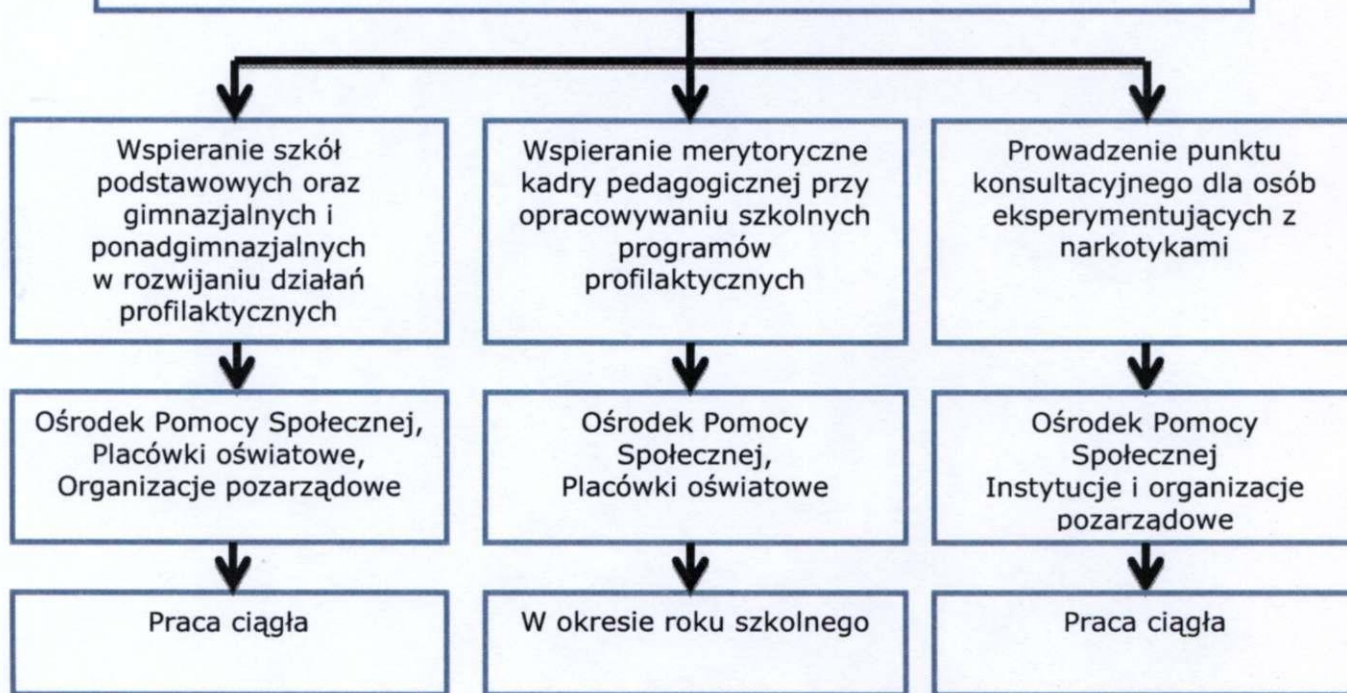 Wspieranie szkół
podstawowych oraz
gimnazjalnych i
ponadgimnazjalnych
w rozwijaniu działań
profilaktycznych
Wspieranie merytoryczne
kadry pedagogicznej przy
opracowywaniu szkolnych
programów
profilaktycznych
Prowadzenie punktu
konsultacyjnego dla osób
eksperymentujących z
narkotykami
Ośrodek Pomocy Społecznej,
Placówki oświatowe,
Organizacje pozarządowe
Ośrodek Pomocy
Społecznej,
Placówki oświatowe
Ośrodek Pomocy
Społecznej
Instytucje i organizacje
pozarządowe
Praca ciągła
W okresie roku szkolnego
Praca ciągła